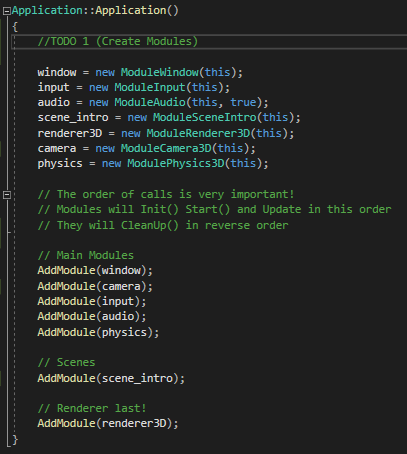 Application::Application()
{
//TODO 1 (Create Modules)
window = new ModuleWindow(this);
input = new ModuleInput(this);
audio = new ModuleAudio(this, true);
scene_intro = new ModuleSceneIntro(this);
renderer3D = new ModuleRenderer3D(this);
camera = new ModuleCamera3D(this);
physics = new ModulePhysics3D(this);
// The order of calls is very important!
// Modules will Init() Start() and Update in this order
// They will CleanUp() in reverse order
// Main Modules
AddModule(window);
AddModule(camera);
AddModule(input);
AddModule(audio);
AddModule(physics);
// Scenes
AddModule(scene_intro);
// Renderer last!
AddModule(renderer3D);
}